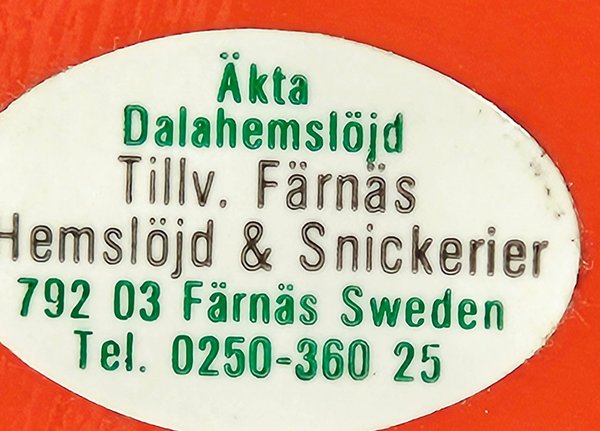 Äkta
Dalahemslöjd
Tillv. Färnäs
Hemslöjd & Snickerier
792 03 Färnäs Sweden
Tel. 0250-360 25